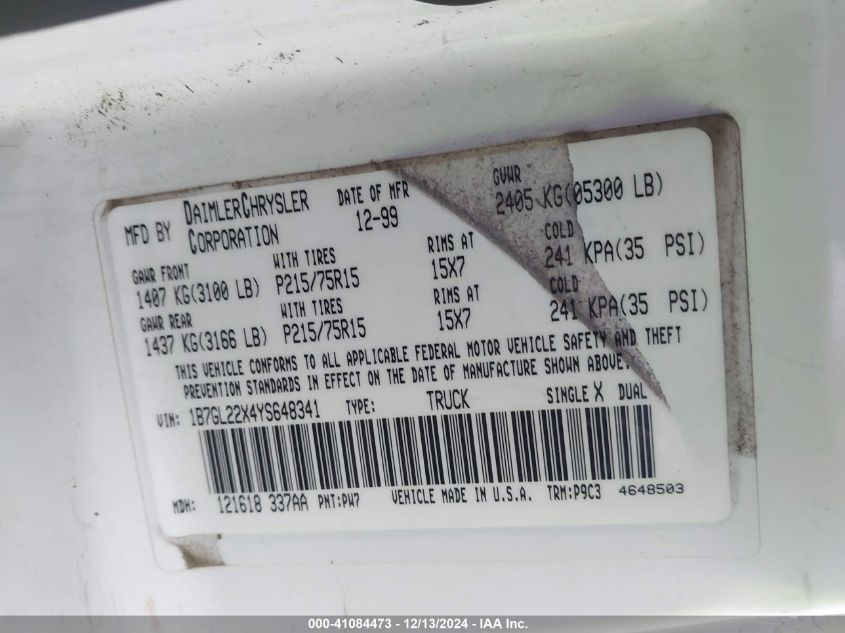 MFD BY DAIMLERCHRYSLER CORPORATION DATE OF MFR 12-99 GVWR 2405 KG(05300 LB)
GAWR FRONT WITH TIRES RIMS AT COLD
1407 KG(3100 LB) P215/75R15 15X7 241 KPA(35 PSI)
GAWR REAR WITH TIRES RIMS AT COLD
1437 KG(3166 LB) P215/75R15 15X7 241 KPA(35 PSI)
THIS VEHICLE CONFORMS TO ALL APPLICABLE FEDERAL MOTOR VEHICLE SAFETY AND THEFT
PREVENTION STANDARDS IN EFFECT ON THE DATE OF MANUFACTURE SHOWN ABOVE.
VIN: 1B7GL22X4YS648341 TYPE: TRUCK SINGLE X DUAL
MDH: 121618 337AA PNT:PW7 VEHICLE MADE IN U.S.A. TRM:P9C3 4648503
000-41084473 - 12/13/2024 - IAA Inc.